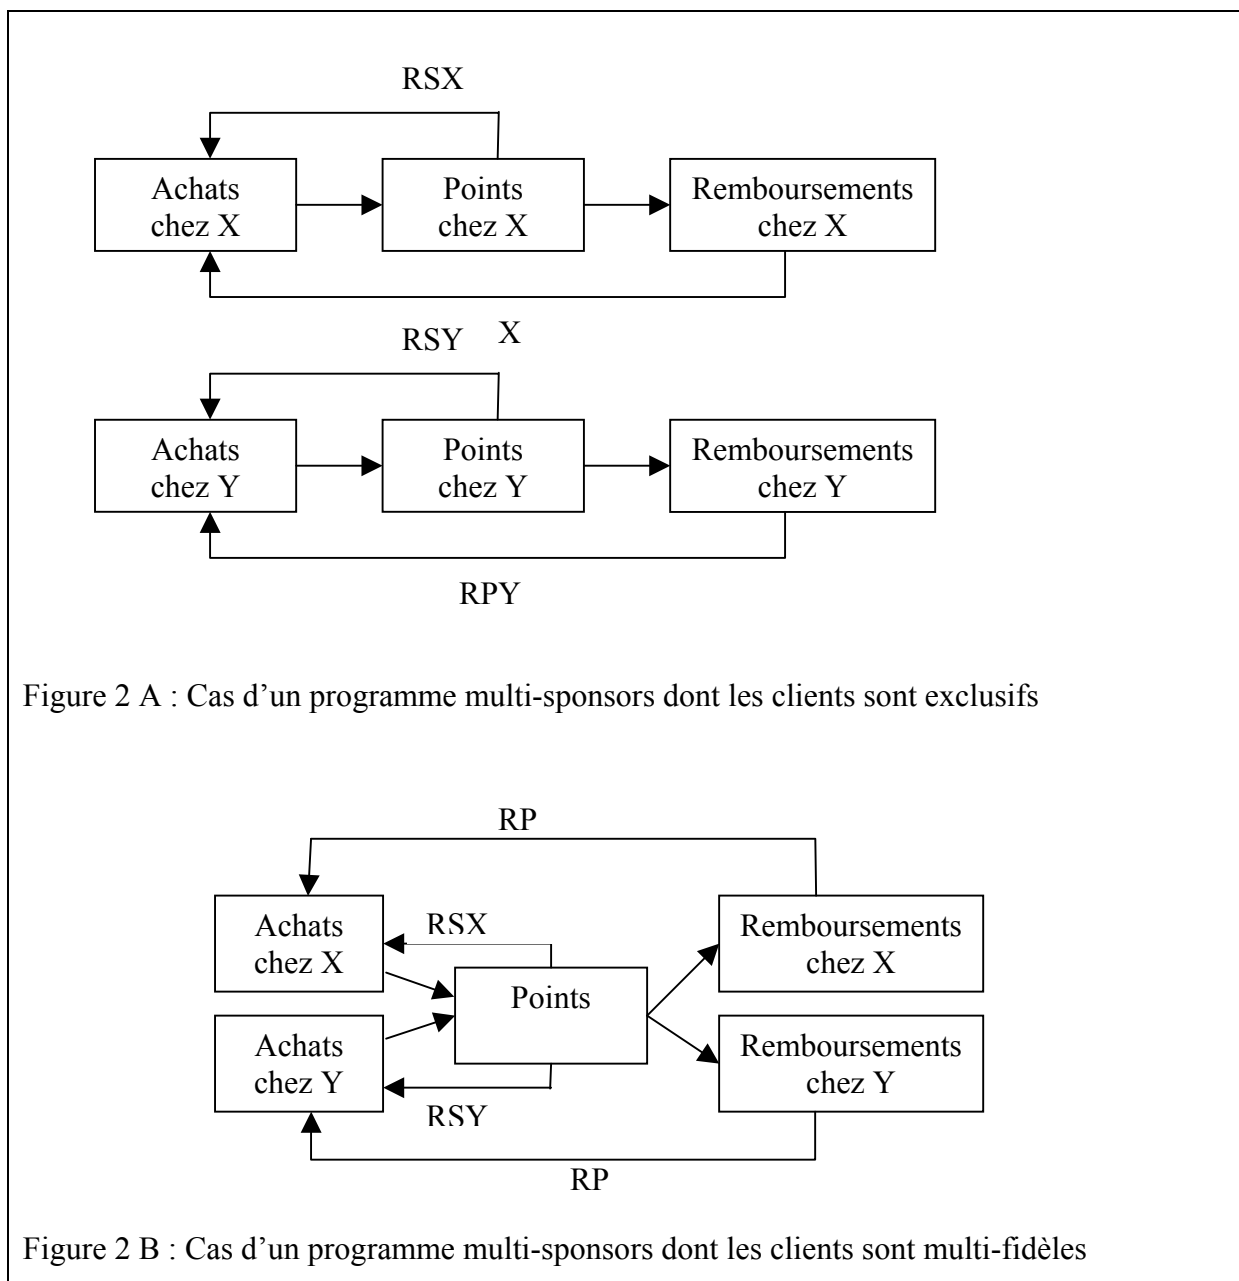 RSX
Achats
chez X
Points
chez X
Remboursements
chez X
X
RSY
Achats
chez Y
Points
chez Y
Remboursements
chez Y
RPY
Figure 2 A : Cas d’un programme multi-sponsors dont les clients sont exclusifs
RP
Achats
chez X
RSX
Points
Remboursements
chez X
Achats
chez Y
RSY
Remboursements
chez Y
RP
Figure 2 B : Cas d’un programme multi-sponsors dont les clients sont multi-fidèles